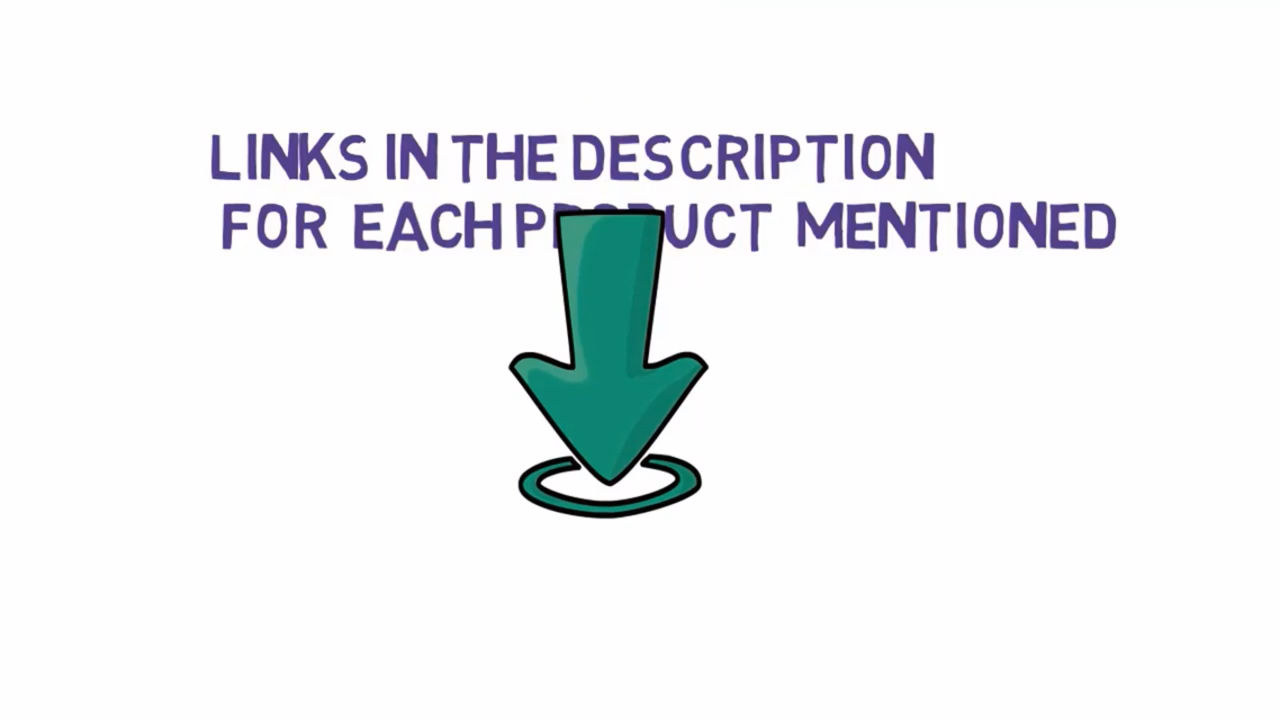 LINKS IN THE DESCRIPTION
FOR EACH PRODUCT MENTIONED